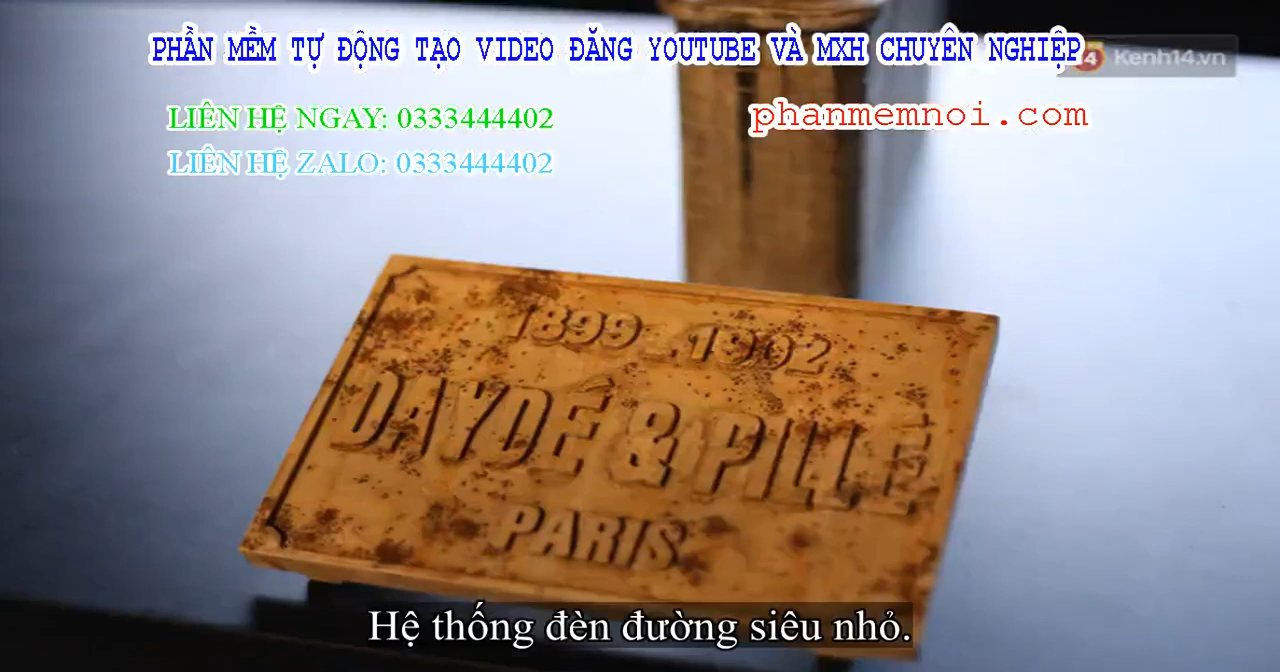 PHẦN MỀM TỰ ĐỘNG TẠO VIDEO ĐĂNG YOUTUBE VÀ MXH CHUYÊN NGHIỆP
14 Kenh14.vn
LIÊN HỆ NGAY: 0333444402
phanmemnoi.com
LIÊN HỆ ZALO: 0333444402
1899 - 1902
DAYDÉ & PILLÉ
PARIS
Hệ thống đèn đường siêu nhỏ.